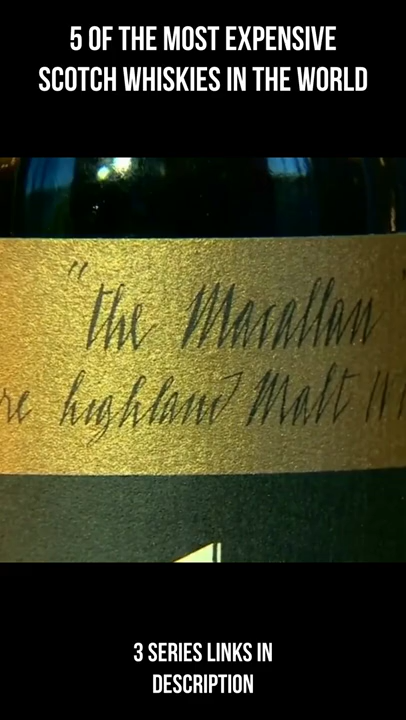 5 OF THE MOST EXPENSIVE
SCOTCH WHISKIES IN THE WORLD
"the Macallan"
re highland Malt W
3 SERIES LINKS IN
DESCRIPTION